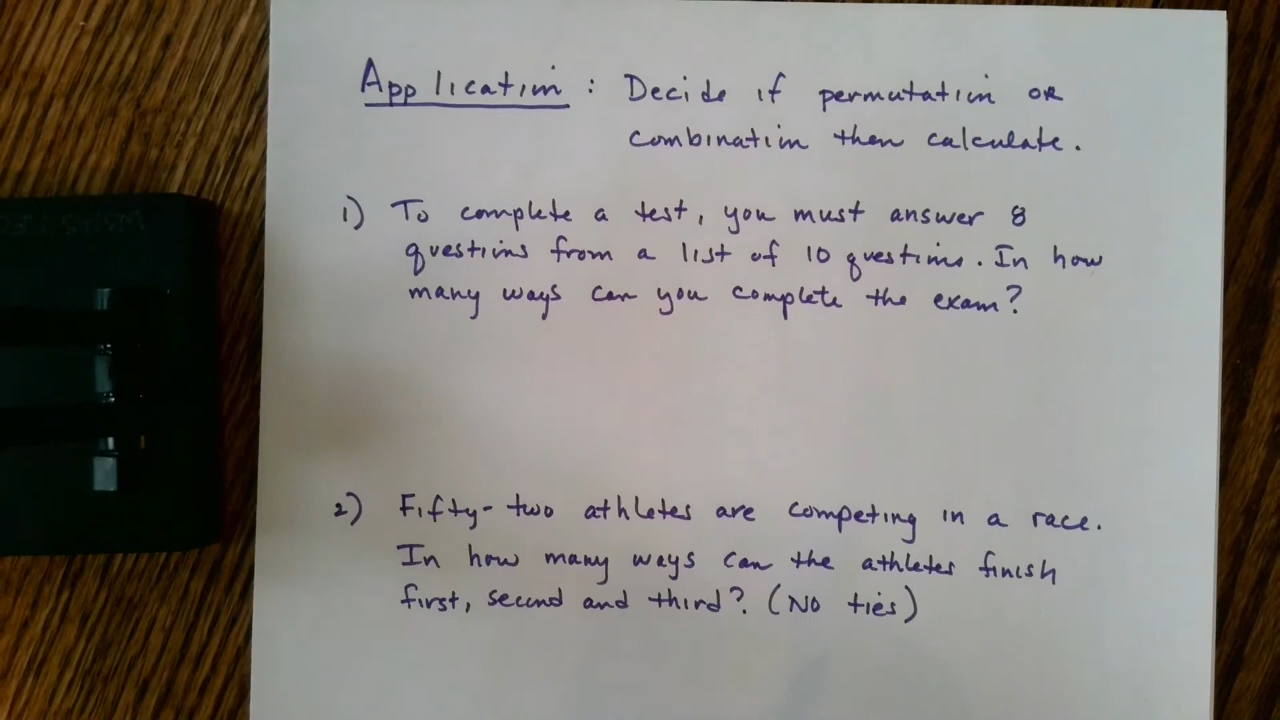 Application : Decide if permutation OR
combination then calculate.
1) To complete a test, you must answer 8
questions from a list of 10 questions. In how
many ways can you complete the exam?
2) Fifty-two athletes are competing in a race.
In how many ways can the athletes finish
first, second and third? (No ties)